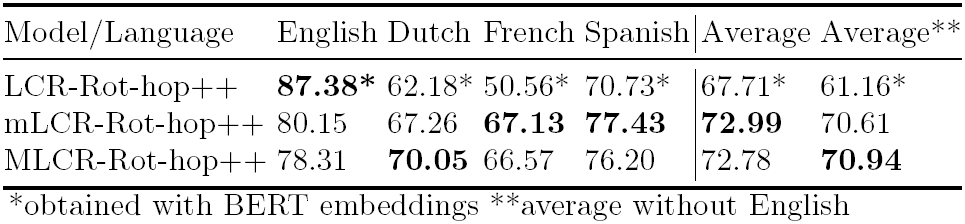 Model/Language English Dutch French Spanish Average Average**
LCR-Rot-hop++ 87.38* 62.18* 50.56* 70.73* 67.71* 61.16*
mLCR-Rot-hop++ 80.15 67.26 67.13 77.43 72.99 70.61
MLCR-Rot-hop++ 78.31 70.05 66.57 76.20 72.78 70.94
*obtained with BERT embeddings **average without English